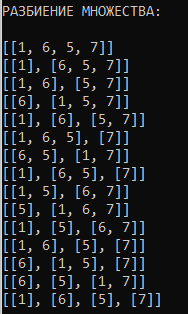 РАЗБИЕНИЕ МНОЖЕСТВА:
[[1, 6, 5, 7]]
[[1], [6, 5, 7]]
[[1, 6], [5, 7]]
[[6], [1, 5, 7]]
[[1], [6], [5, 7]]
[[1, 6, 5], [7]]
[[6, 5], [1, 7]]
[[1], [6, 5], [7]]
[[1, 5], [6, 7]]
[[5], [1, 6, 7]]
[[1], [5], [6, 7]]
[[1, 6], [5], [7]]
[[6], [1, 5], [7]]
[[6], [5], [1, 7]]
[[1], [6], [5], [7]]